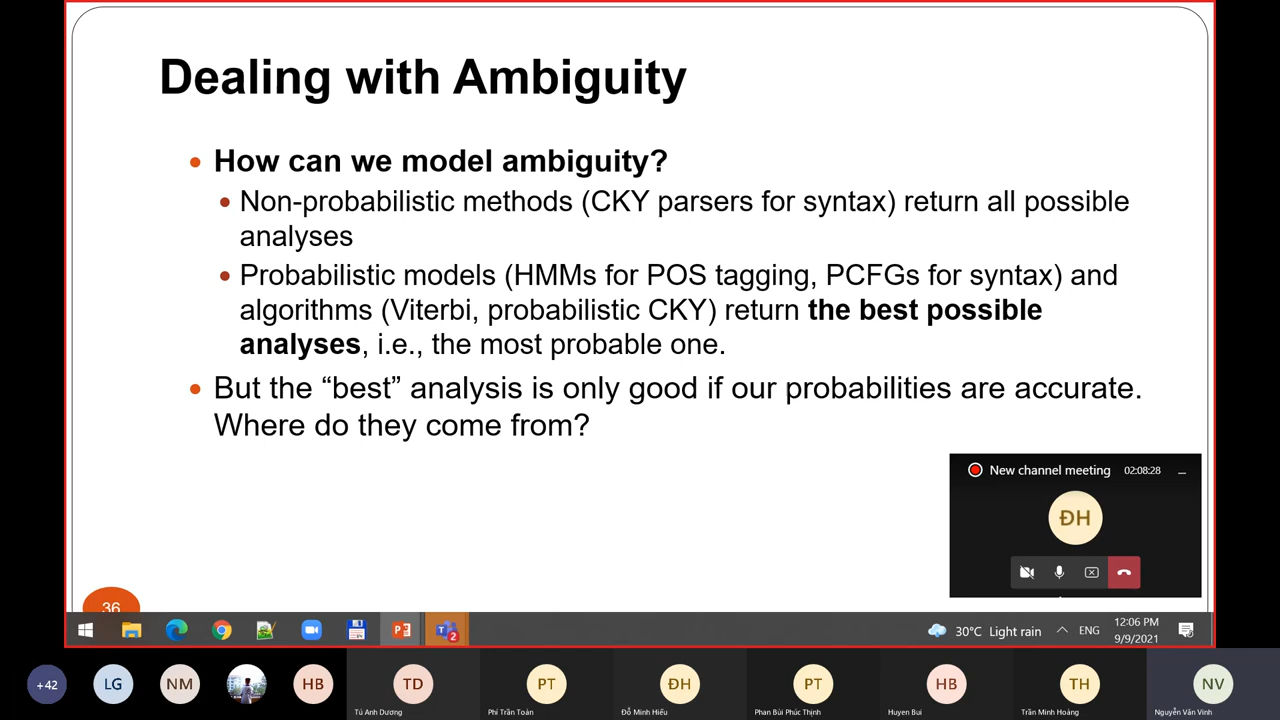 Dealing with Ambiguity
How can we model ambiguity?
Non-probabilistic methods (CKY parsers for syntax) return all possible
analyses
Probabilistic models (HMMs for POS tagging, PCFGs for syntax) and
algorithms (Viterbi, probabilistic CKY) return the best possible
analyses, i.e., the most probable one.
But the “best” analysis is only good if our probabilities are accurate.
Where do they come from?
New channel meeting 02:08:28
ĐH
36
2
30°C Light rain
ENG
12:06 PM
9/9/2021
+42 LG NM HB TD PT ĐH PT HB TH NV
Tú Anh Dương Phí Trần Toàn Đỗ Minh Hiếu Phan Bùi Phúc Thịnh Huyen Bui Trần Minh Hoàng Nguyễn Văn Vinh